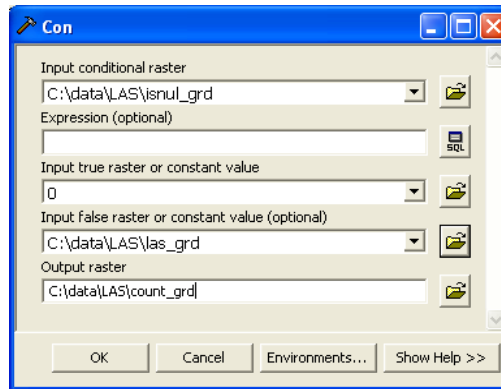 Con
Input conditional raster
C:\data\LAS\isnul_grd
Expression (optional)
SQL
Input true raster or constant value
0
Input false raster or constant value (optional)
C:\data\LAS\las_grd
Output raster
C:\data\LAS\count_grd
OK Cancel Environments... Show Help >>